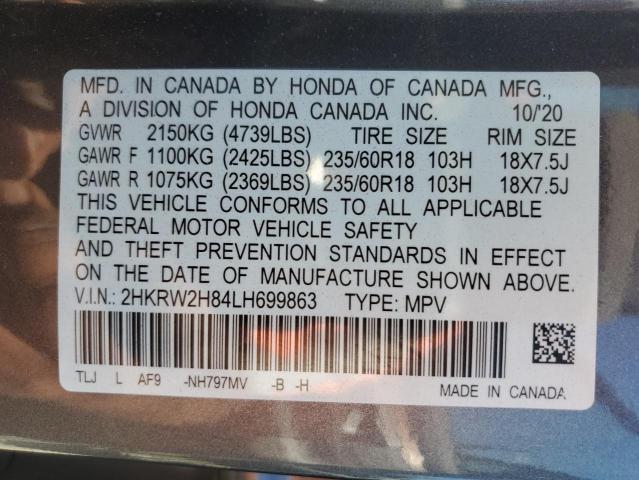 MFD. IN CANADA BY HONDA OF CANADA MFG.,
A DIVISION OF HONDA CANADA INC. 10/'20
GVWR 2150KG (4739LBS) TIRE SIZE RIM SIZE
GAWR F 1100KG (2425LBS) 235/60R18 103H 18X7.5J
GAWR R 1075KG (2369LBS) 235/60R18 103H 18X7.5J
THIS VEHICLE CONFORMS TO ALL APPLICABLE
FEDERAL MOTOR VEHICLE SAFETY
AND THEFT PREVENTION STANDARDS IN EFFECT
ON THE DATE OF MANUFACTURE SHOWN ABOVE.
V.I.N.: 2HKRW2H84LH699863 TYPE: MPV
TLJ L AF9 -NH797MV -B -H MADE IN CANADA